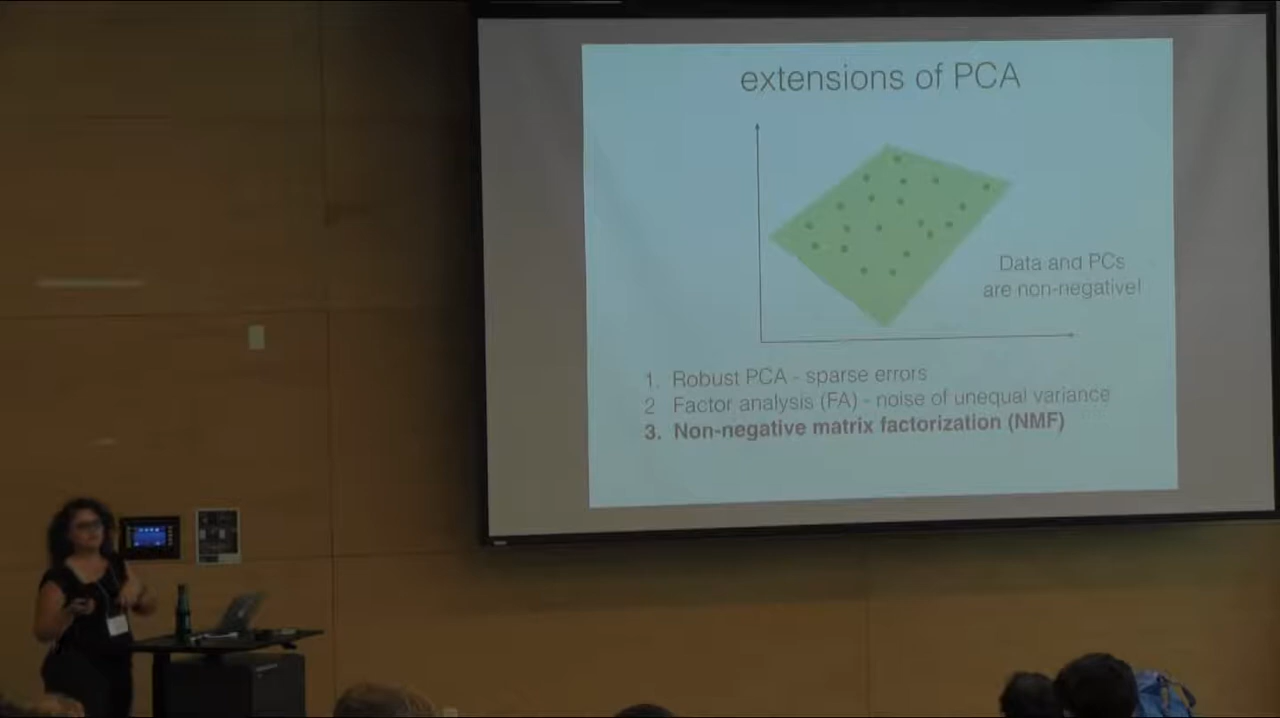 extensions of PCA
Data and PCs
are non-negative!
1. Robust PCA - sparse errors
2 Factor analysis (FA) - noise of unequal variance
3. Non-negative matrix factorization (NMF)